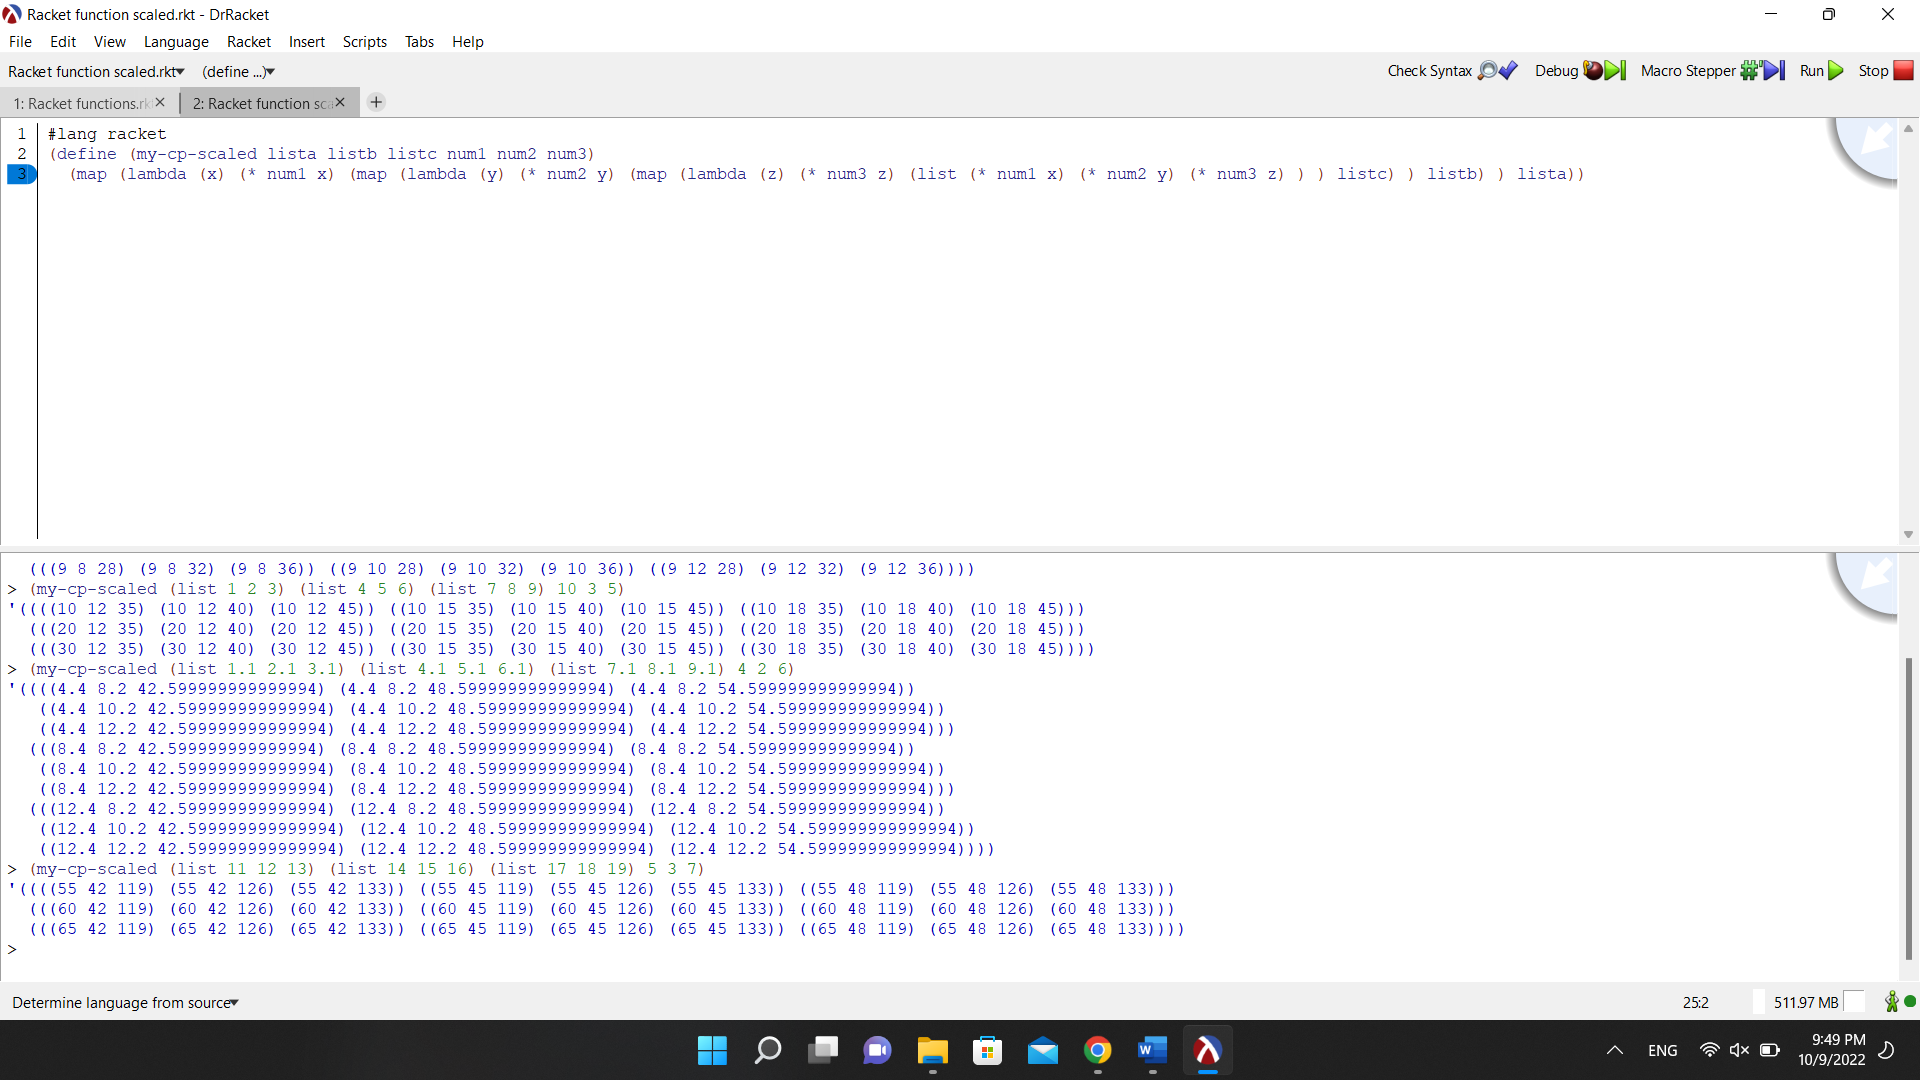 Racket function scaled.rkt - DrRacket
File Edit View Language Racket Insert Scripts Tabs Help
Racket function scaled.rkt (define ...) Check Syntax Debug Macro Stepper Run Stop
1: Racket functions.rk 2: Racket function sca
1 #lang racket
2 (define (my-cp-scaled lista listb listc num1 num2 num3)
3 (map (lambda (x) (* num1 x) (map (lambda (y) (* num2 y) (map (lambda (z) (* num3 z) (list (* num1 x) (* num2 y) (* num3 z) ) ) listc) ) listb) ) lista))
(((9 8 28) (9 8 32) (9 8 36)) ((9 10 28) (9 10 32) (9 10 36)) ((9 12 28) (9 12 32) (9 12 36))))
> (my-cp-scaled (list 1 2 3) (list 4 5 6) (list 7 8 9) 10 3 5)
'((((10 12 35) (10 12 40) (10 12 45)) ((10 15 35) (10 15 40) (10 15 45)) ((10 18 35) (10 18 40) (10 18 45)))
(((20 12 35) (20 12 40) (20 12 45)) ((20 15 35) (20 15 40) (20 15 45)) ((20 18 35) (20 18 40) (20 18 45)))
(((30 12 35) (30 12 40) (30 12 45)) ((30 15 35) (30 15 40) (30 15 45)) ((30 18 35) (30 18 40) (30 18 45))))
> (my-cp-scaled (list 1.1 2.1 3.1) (list 4.1 5.1 6.1) (list 7.1 8.1 9.1) 4 2 6)
'((((4.4 8.2 42.599999999999994) (4.4 8.2 48.599999999999994) (4.4 8.2 54.599999999999994))
((4.4 10.2 42.599999999999994) (4.4 10.2 48.599999999999994) (4.4 10.2 54.599999999999994))
((4.4 12.2 42.599999999999994) (4.4 12.2 48.599999999999994) (4.4 12.2 54.599999999999994)))
(((8.4 8.2 42.599999999999994) (8.4 8.2 48.599999999999994) (8.4 8.2 54.599999999999994))
((8.4 10.2 42.599999999999994) (8.4 10.2 48.599999999999994) (8.4 10.2 54.599999999999994))
((8.4 12.2 42.599999999999994) (8.4 12.2 48.599999999999994) (8.4 12.2 54.599999999999994)))
(((12.4 8.2 42.599999999999994) (12.4 8.2 48.599999999999994) (12.4 8.2 54.599999999999994))
((12.4 10.2 42.599999999999994) (12.4 10.2 48.599999999999994) (12.4 10.2 54.599999999999994))
((12.4 12.2 42.599999999999994) (12.4 12.2 48.599999999999994) (12.4 12.2 54.599999999999994))))
> (my-cp-scaled (list 11 12 13) (list 14 15 16) (list 17 18 19) 5 3 7)
'((((55 42 119) (55 42 126) (55 42 133)) ((55 45 119) (55 45 126) (55 45 133)) ((55 48 119) (55 48 126) (55 48 133)))
(((60 42 119) (60 42 126) (60 42 133)) ((60 45 119) (60 45 126) (60 45 133)) ((60 48 119) (60 48 126) (60 48 133)))
(((65 42 119) (65 42 126) (65 42 133)) ((65 45 119) (65 45 126) (65 45 133)) ((65 48 119) (65 48 126) (65 48 133))))
>
Determine language from source 25:2 511.97 MB
ENG 9:49 PM
10/9/2022